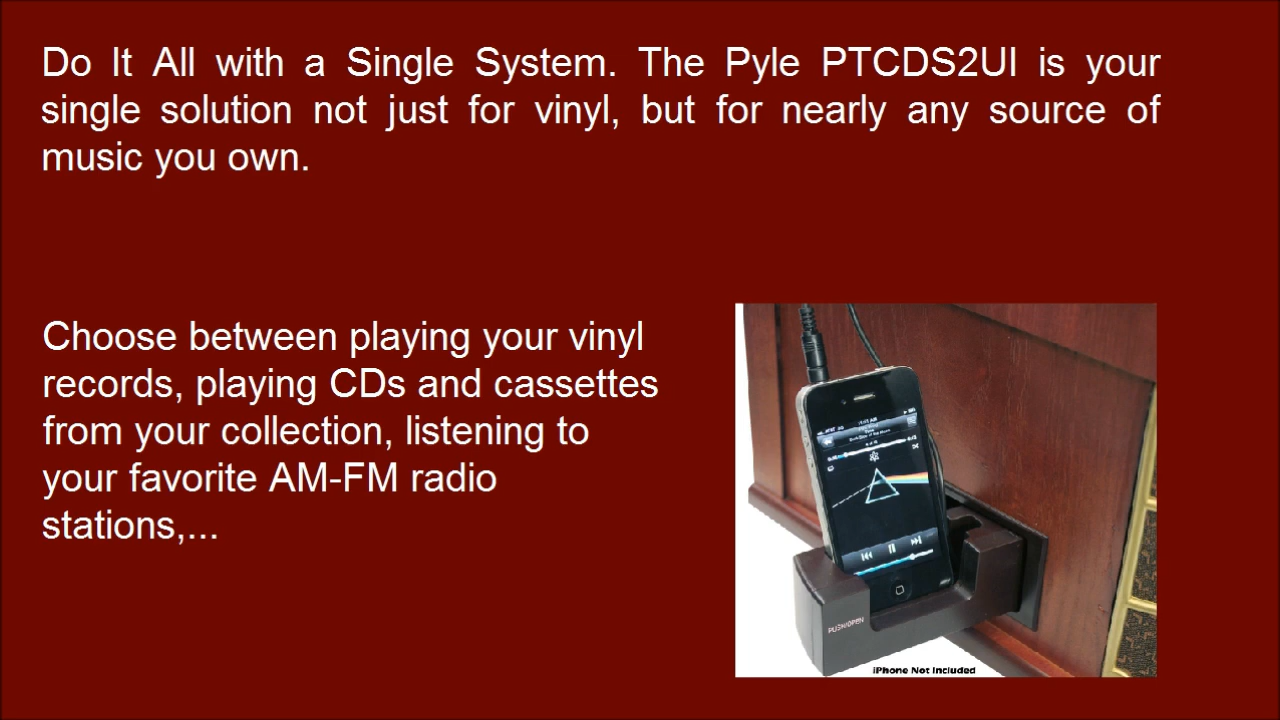 Do It All with a Single System. The Pyle PTCDS2UI is your
single solution not just for vinyl, but for nearly any source of
music you own.
Choose between playing your vinyl
records, playing CDs and cassettes
from your collection, listening to
your favorite AM-FM radio
stations,...
PUSH/OPEN
iPhone Not Included